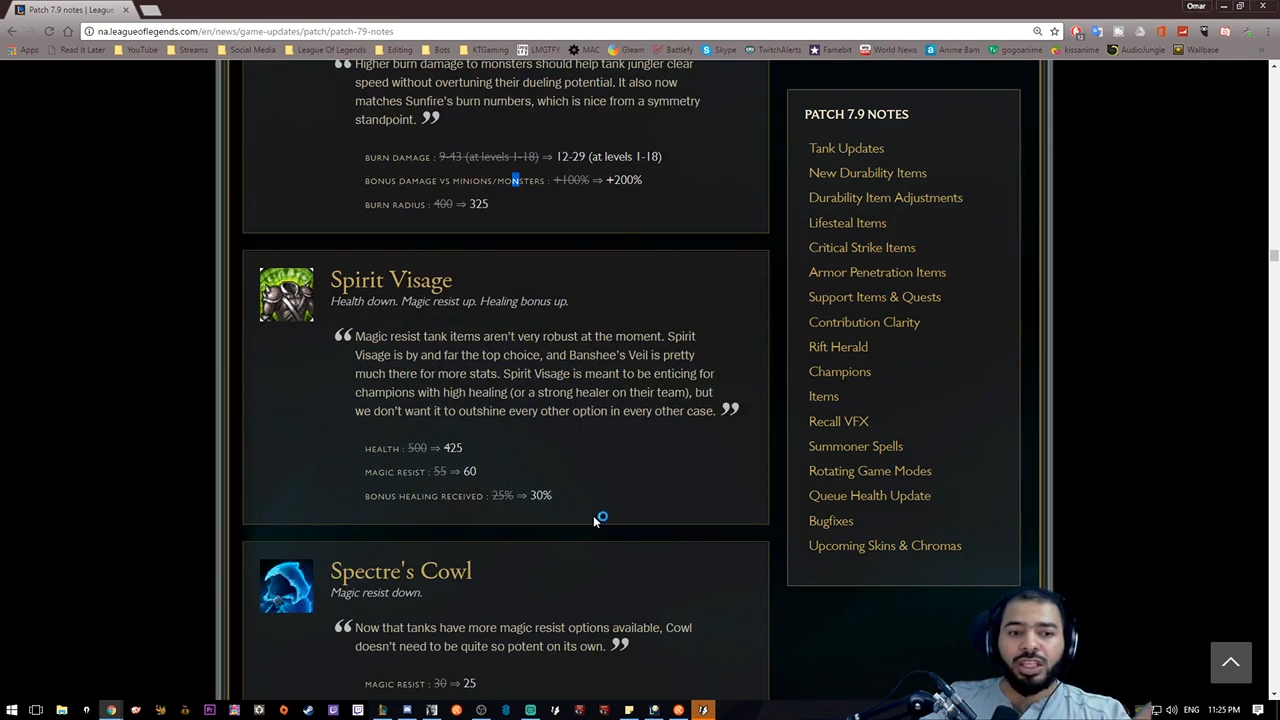 Patch 7.9 notes | League
Omar
na.leagueoflegends.com/en/news/game-updates/patch/patch-79-notes
Apps Read It Later YouTube Streams Social Media League Of Legends Editing Bots KTGaming LMGTFY MAC Gleam Battlefy Skype TwitchAlerts Famebit World News Anime Bam gogoanime kissanime AudioJungle Wallbase
Higher burn damage to monsters should help tank jungler clear
speed without overtuning their dueling potential. It also now
matches Sunfire's burn numbers, which is nice from a symmetry
standpoint.
BURN DAMAGE : 9-43 (at levels 1-18) ⇒ 12-29 (at levels 1-18)
BONUS DAMAGE VS MINIONS/MONSTERS : +100% ⇒ +200%
BURN RADIUS : 400 ⇒ 325
Spirit Visage
Health down. Magic resist up. Healing bonus up.
Magic resist tank items aren't very robust at the moment. Spirit
Visage is by and far the top choice, and Banshee's Veil is pretty
much there for more stats. Spirit Visage is meant to be enticing for
champions with high healing (or a strong healer on their team), but
we don't want it to outshine every other option in every other case.
HEALTH : 500 ⇒ 425
MAGIC RESIST : 55 ⇒ 60
BONUS HEALING RECEIVED : 25% ⇒ 30%
Spectre's Cowl
Magic resist down.
Now that tanks have more magic resist options available, Cowl
doesn't need to be quite so potent on its own.
MAGIC RESIST : 30 ⇒ 25
PATCH 7.9 NOTES
Tank Updates
New Durability Items
Durability Item Adjustments
Lifesteal Items
Critical Strike Items
Armor Penetration Items
Support Items & Quests
Contribution Clarity
Rift Herald
Champions
Items
Recall VFX
Summoner Spells
Rotating Game Modes
Queue Health Update
Bugfixes
Upcoming Skins & Chromas
ENG 11:25 PM